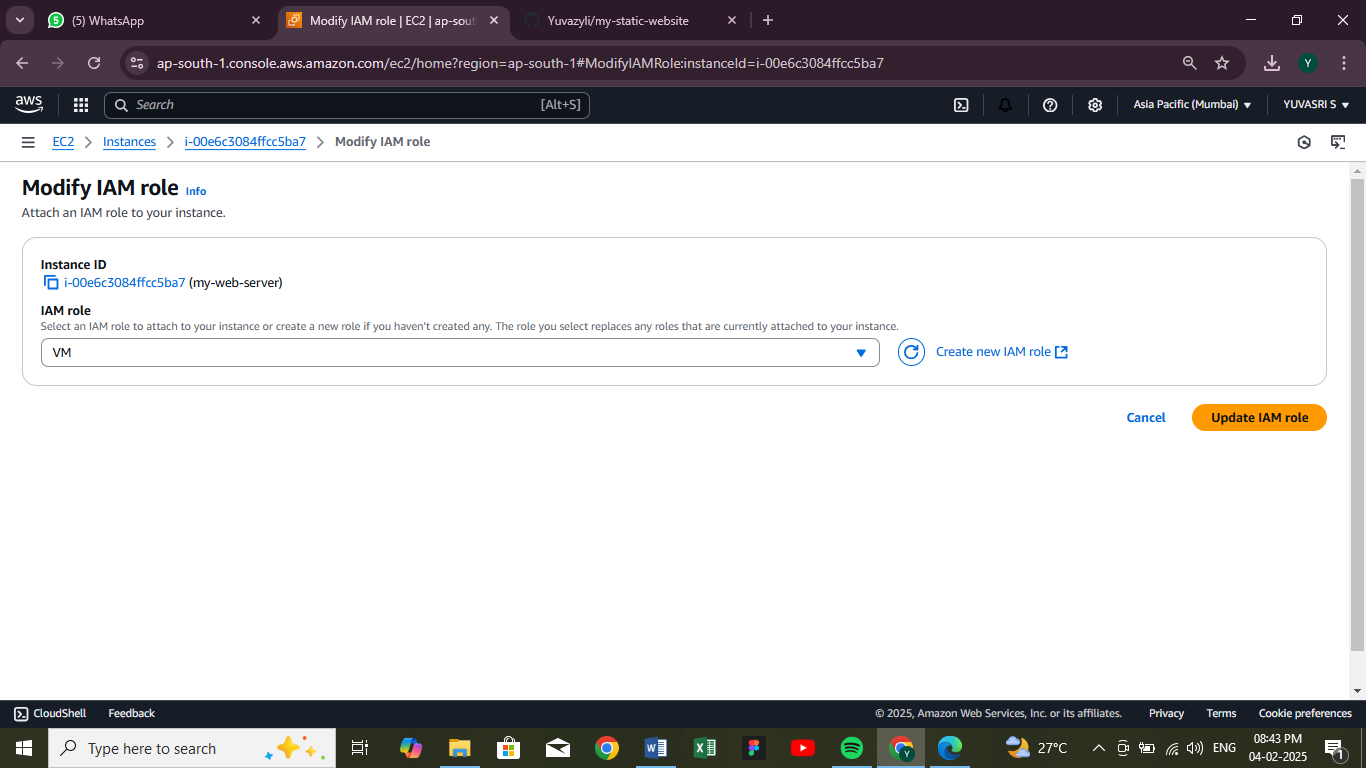 (5) WhatsApp
Modify IAM role | EC2 | ap-sout
Yuvazyli/my-static-website
ap-south-1.console.aws.amazon.com/ec2/home?region=ap-south-1#ModifyIAMRole:instanceId=i-00e6c3084ffcc5ba7
Y
aws
Search
[Alt+S]
Asia Pacific (Mumbai)
YUVASRI S
EC2
Instances
i-00e6c3084ffcc5ba7
Modify IAM role
Modify IAM role Info
Attach an IAM role to your instance.
Instance ID
i-00e6c3084ffcc5ba7 (my-web-server)
IAM role
Select an IAM role to attach to your instance or create a new role if you haven't created any. The role you select replaces any roles that are currently attached to your instance.
VM
Create new IAM role
Cancel
Update IAM role
CloudShell
Feedback
© 2025, Amazon Web Services, Inc. or its affiliates.
Privacy
Terms
Cookie preferences
Type here to search
27°C
ENG
08:43 PM
04-02-2025
1